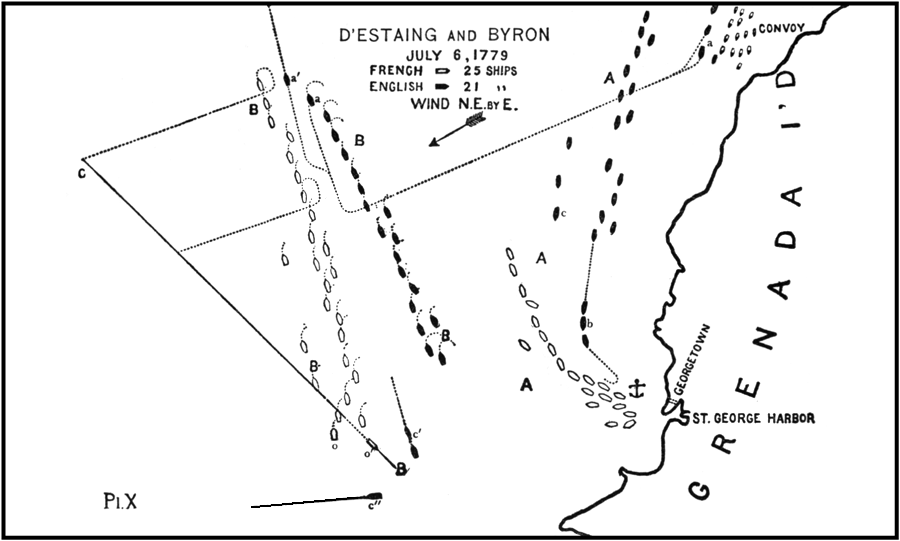 D'ESTAING AND BYRON
JULY 6, 1779
FRENGH 25 SHIPS
ENGLISH 21 "
WIND N.E. BY E.
CONVOY
a
A
a'
a
B
B
C
c
A
b
B
A
B
GEORGETOWN
ST. GEORGE HARBOR
GRENADA I'D
o
o'
c'
B
c"
Pl.X